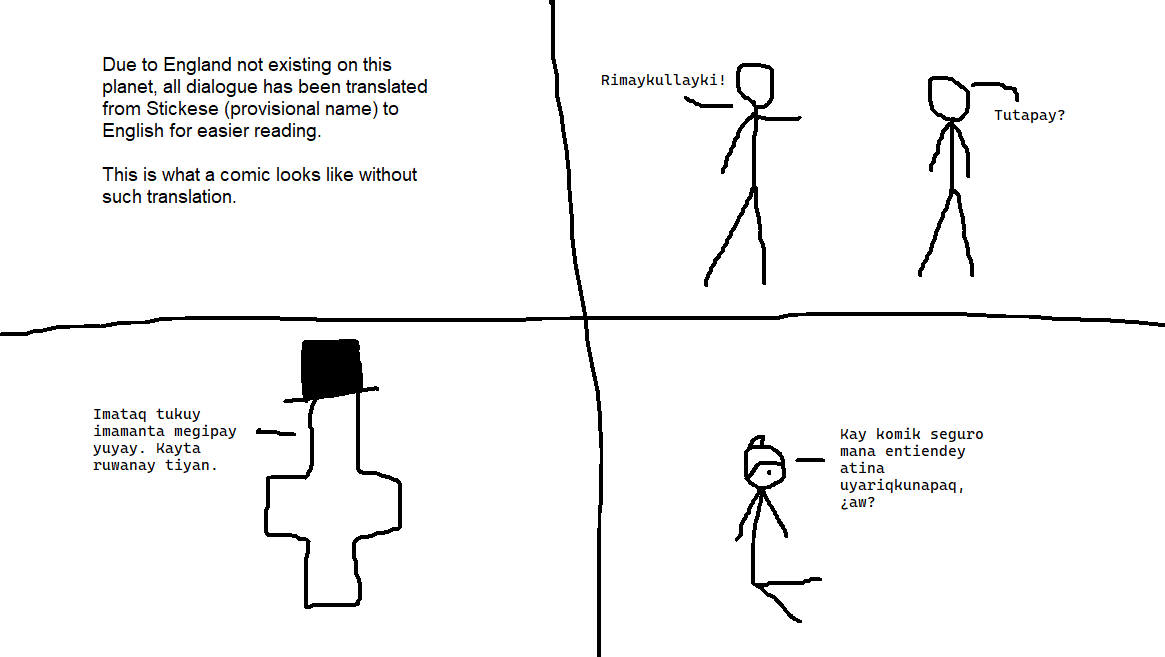 Due to England not existing on this
planet, all dialogue has been translated
from Stickese (provisional name) to
English for easier reading.
This is what a comic looks like without
such translation.
Rimaykullayki!
Tutapay?
Imataq tukuy
imamanta megipay
yuyay. Kayta
ruwanay tiyan.
Kay komik seguro
mana entiendey
atina
uyariqkunapaq,
¿aw?